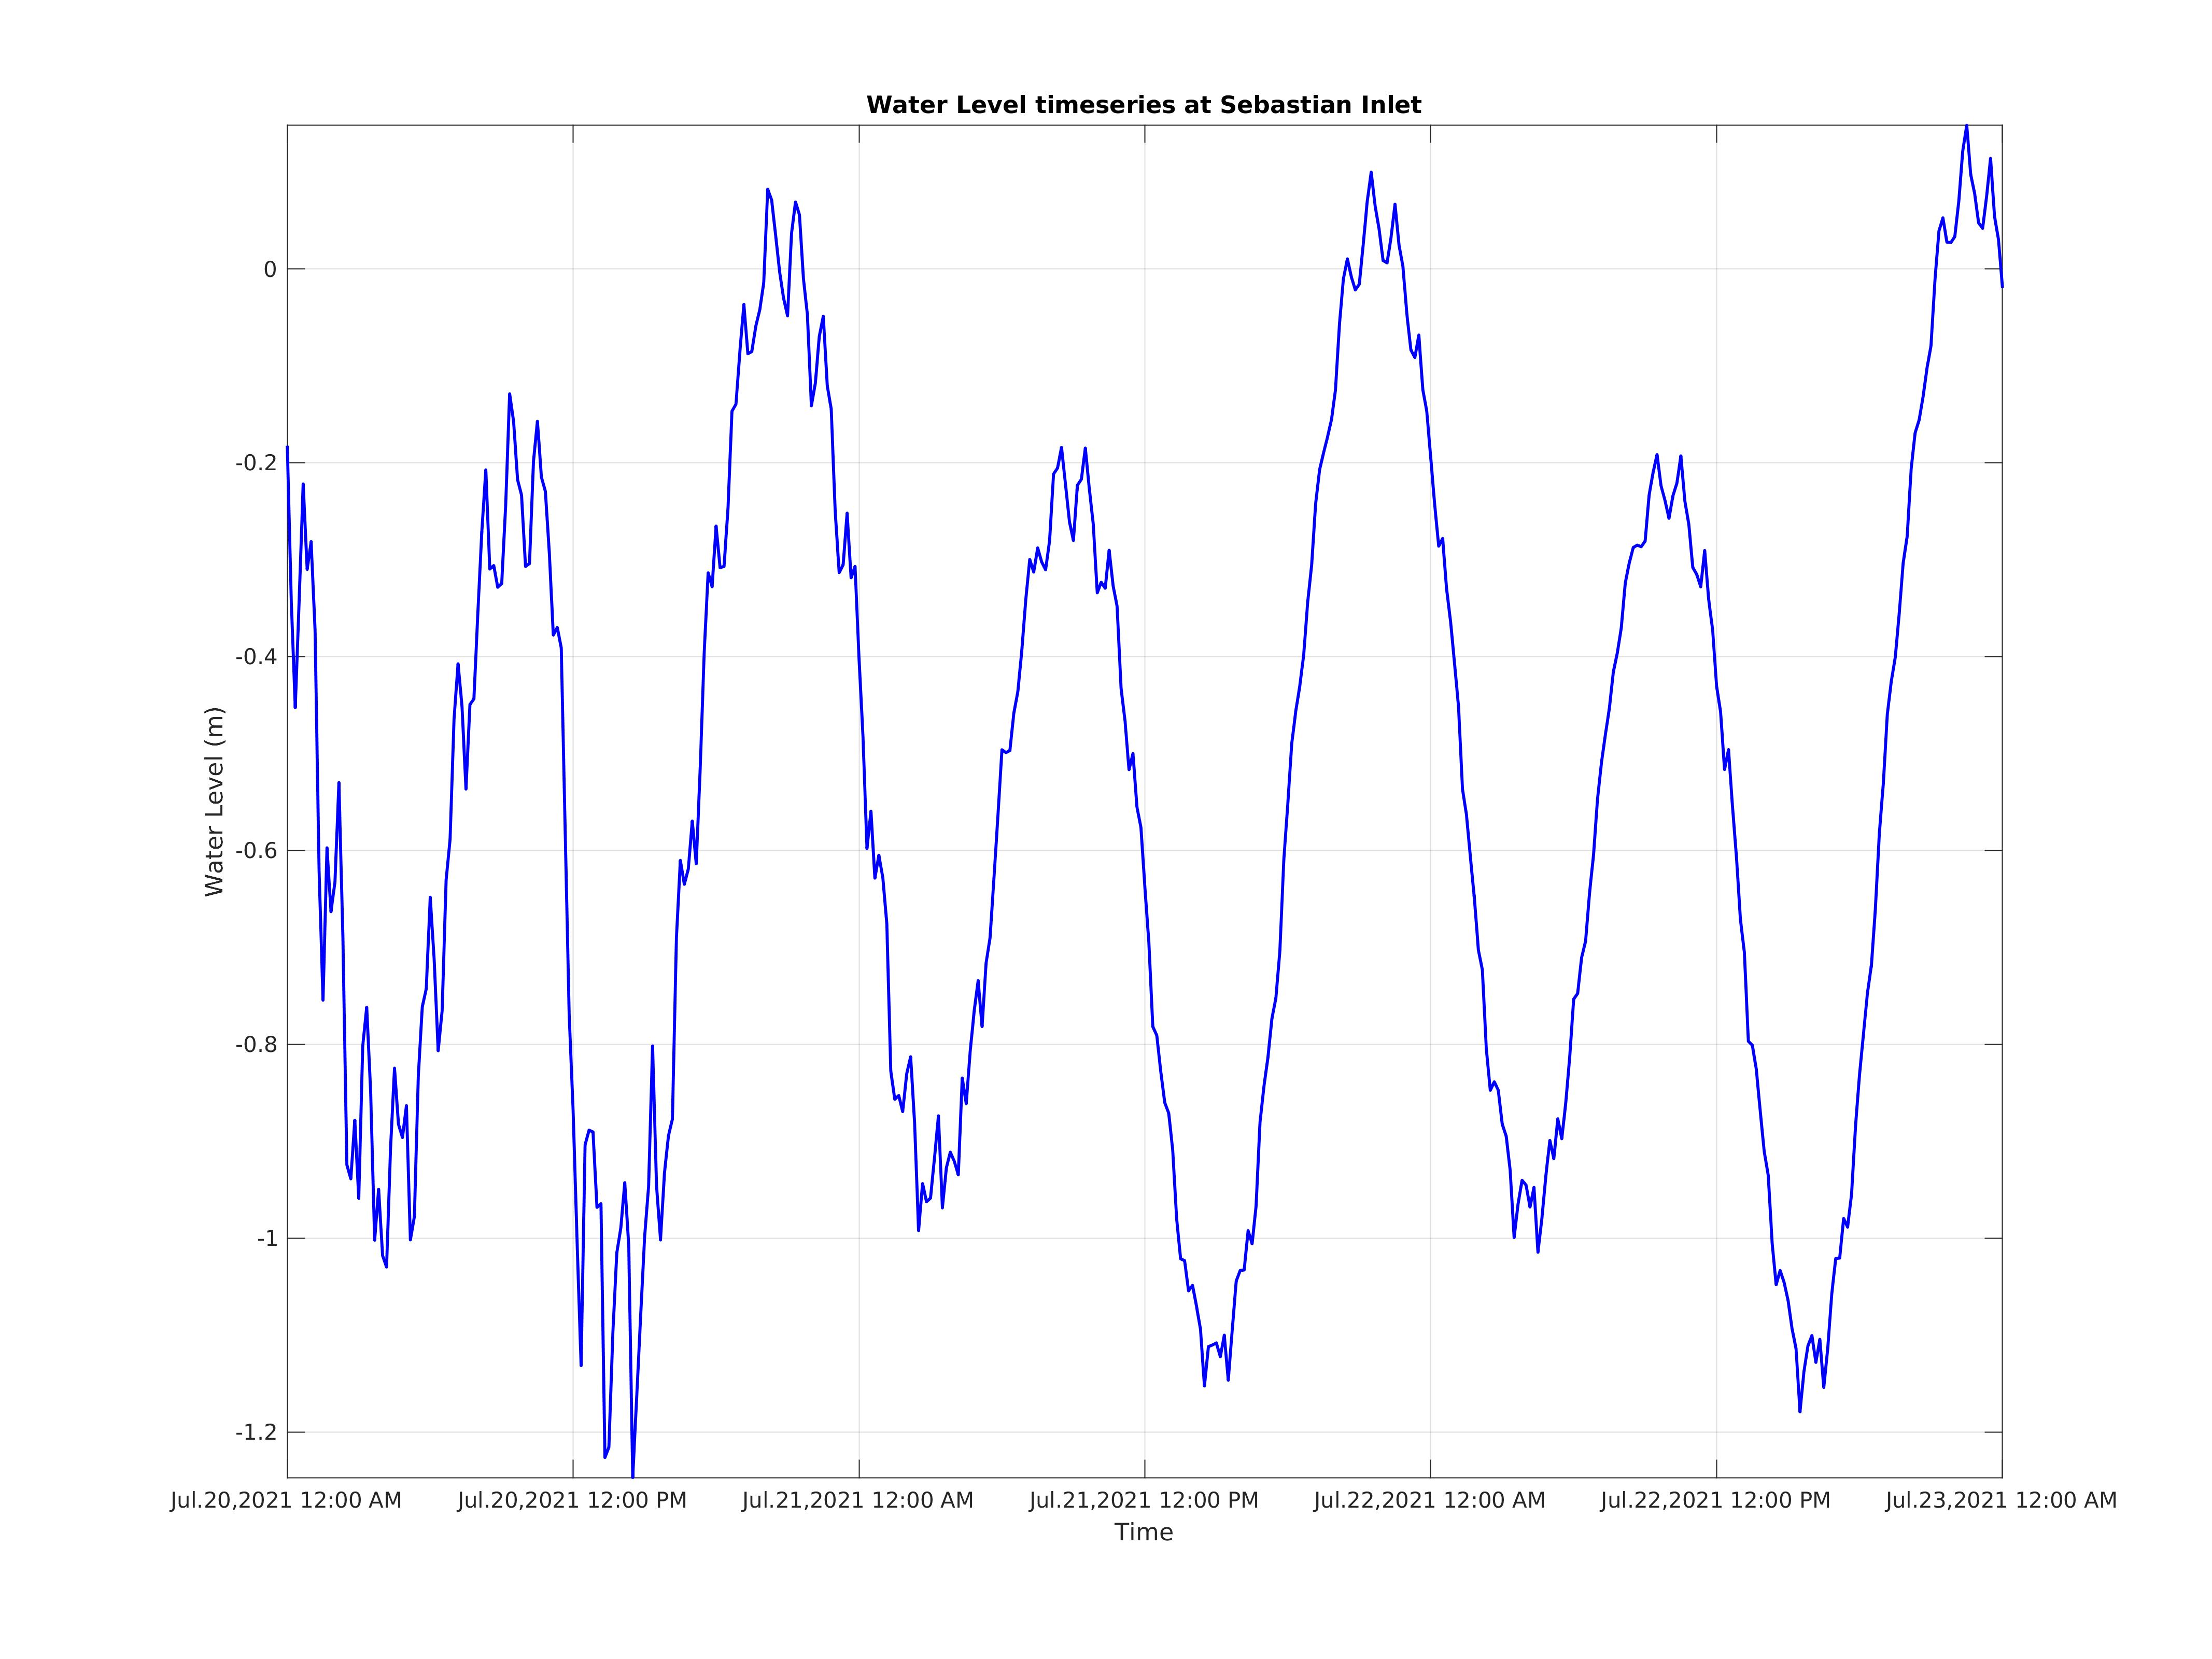 Water Level timeseries at Sebastian Inlet
0
-0.2
-0.4
-0.6
-0.8
-1
-1.2
Water Level (m)
Jul.20,2021 12:00 AM
Jul.20,2021 12:00 PM
Jul.21,2021 12:00 AM
Jul.21,2021 12:00 PM
Jul.22,2021 12:00 AM
Jul.22,2021 12:00 PM
Jul.23,2021 12:00 AM
Time